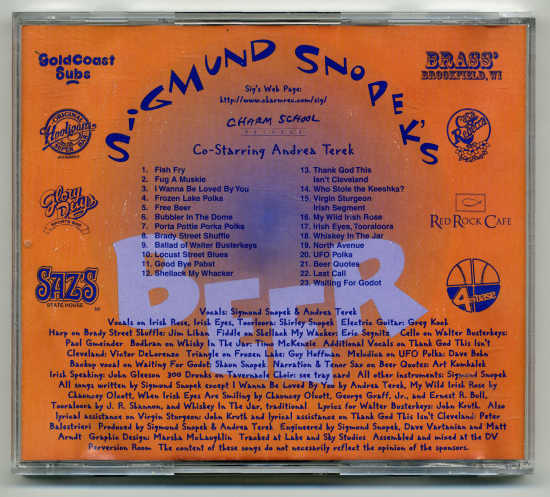 GoldCoast
Subs
SIGMUND SNOPEK'S
BRASS'
BROOKFIELD, WI
Sig's Web Page:
http://www.charmrec.com/sig/
CHARM SCHOOL
RECORDS
ORIGINAL
Hooligans
Co-Starring Andrea Terek
1. Fish Fry
2. Fug A Muskie
3. I Wanna Be Loved By You
4. Frozen Lake Polka
5. Free Beer
6. Bubbler In The Dome
7. Porta Pottie Porka Polka
8. Brady Street Shuffle
9. Ballad of Walter Busterkeys
10. Locust Street Blues
11. Good Bye Pabst
12. Shellack My Whacker
13. Thank God This
Isn't Cleveland
14. Who Stole the Keeshka?
15. Virgin Sturgeon
Irish Segment
16. My Wild Irish Rose
17. Irish Eyes, Tooraloora
18. Whiskey In The Jar
19. North Avenue
20. UFO Polka
21. Beer Quotes
22. Last Call
23. Waiting For Godot
Glory
Days
SPORTS BAR
RED ROCK CAFE
SAZ'S
STATE HOUSE
BEER
Vocals: Sigmund Snopek & Andrea Terek
Vocals on Irish Rose, Irish Eyes, Toorloora: Shirley Snopek Electric Guitar: Greg Koch
Harp on Brady Street Shuffle: Jim Liban Fiddle on Shellack My Wacker: Eric Segnitz Cello on Walter Busterkeys:
Paul Gmeinder Bodhran on Whisky In The Jar: Tino McKenzie Additional Vocals on Thank God This Isn't
Cleveland: Victor DeLorenzo Triangle on Frozen Lake: Guy Hoffman Melodica on UFO Polka: Dave Bohn
Backup vocal on Waiting For Godot: Shaun Snopek Narration & Tenor Sax on Beer Quotes: Art Kumbalek
Irish Speaking: John Gleeson 300 Drunks on Tavernacle Choir: see tray card All other instruments: Sigmund Snopek
All songs written by Sigmund Snopek except I Wanna Be Loved By You by Andrea Terek, My Wild Irish Rose by
Chauncey Olcott, When Irish Eyes Are Smiling by Chauncey Olcott, George Graff, Jr., and Ernest R. Ball,
Tooraloora by J. R. Shannon, and Whiskey In The Jar, traditional Lyrics for Walter Busterkeys: John Kruth. Also
lyrical assistance on Virgin Sturgeon: John Kruth and lyrical assistance on Thank God This Isn't Cleveland: Peter
Balestrieri Produced by Sigmund Snopek & Andrea Terek Engineered by Sigmund Snopek, Dave Vartanian and Matt
Arndt Graphic Design: Marsha McLaughlin Tracked at Lake and Sky Studios Assembled and mixed at the DV
Perversion Room The content of these songs do not necesarily reflect the opinion of the sponsors.